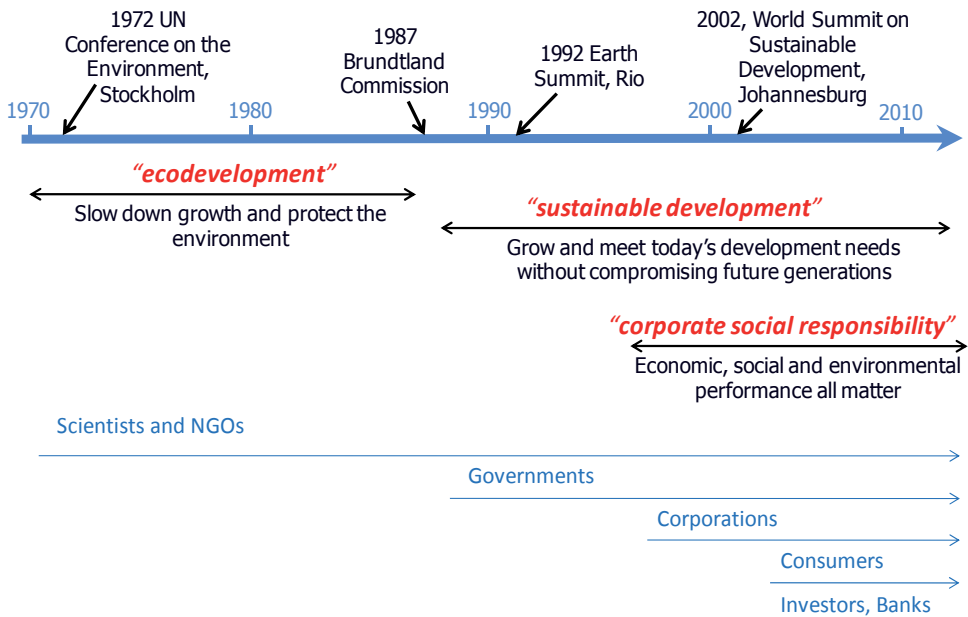 1972 UN
Conference on the
Environment,
Stockholm
1987
Brundtland
Commission
1992 Earth
Summit, Rio
2002, World Summit on
Sustainable
Development,
Johannesburg
1970
1980
1990
2000
2010
“ecodevelopment”
Slow down growth and protect the
environment
“sustainable development”
Grow and meet today’s development needs
without compromising future generations
“corporate social responsibility”
Economic, social and environmental
performance all matter
Scientists and NGOs
Governments
Corporations
Consumers
Investors, Banks